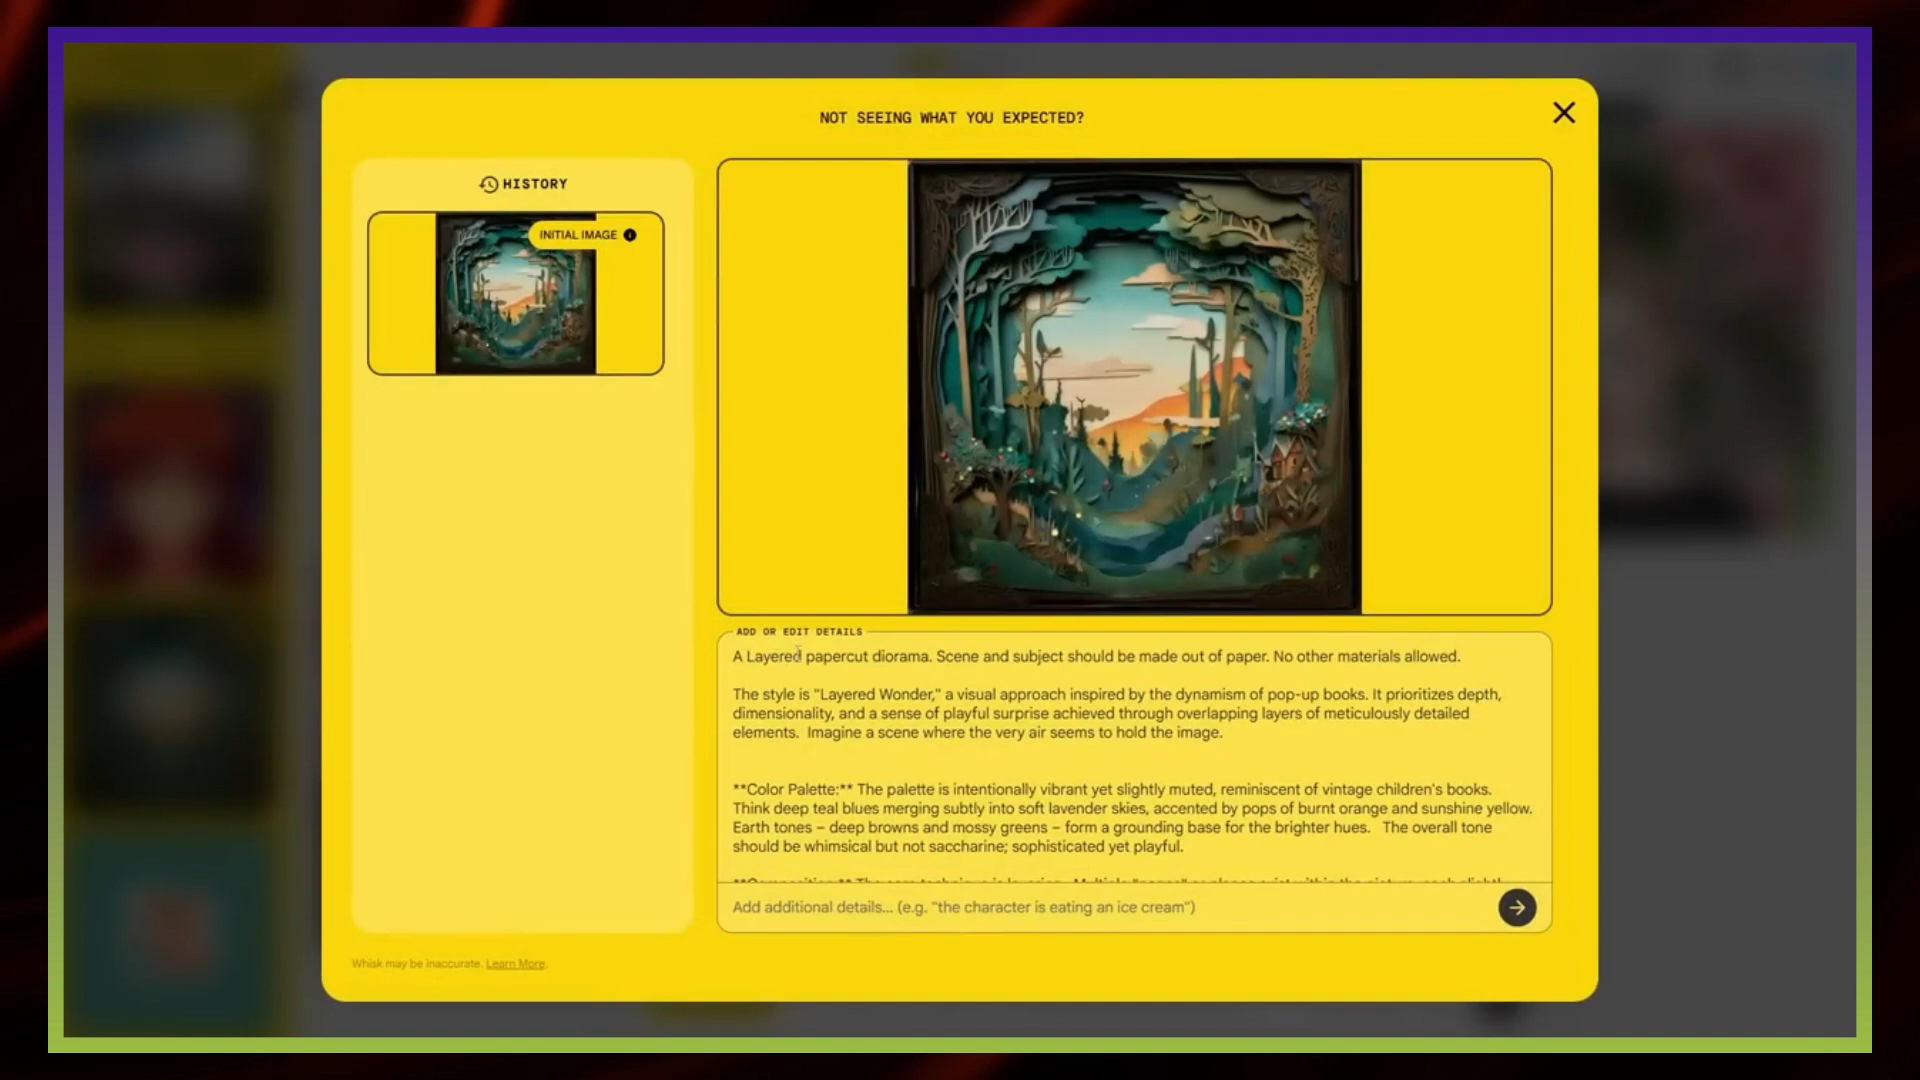 NOT SEEING WHAT YOU EXPECTED?
HISTORY
INITIAL IMAGE
ADD OR EDIT DETAILS
A Layered papercut diorama. Scene and subject should be made out of paper. No other materials allowed.
The style is "Layered Wonder," a visual approach inspired by the dynamism of pop-up books. It prioritizes depth,
dimensionality, and a sense of playful surprise achieved through overlapping layers of meticulously detailed
elements.  Imagine a scene where the very air seems to hold the image.
**Color Palette:** The palette is intentionally vibrant yet slightly muted, reminiscent of vintage children's books.
Think deep teal blues merging subtly into soft lavender skies, accented by pops of burnt orange and sunshine yellow.
Earth tones – deep browns and mossy greens – form a grounding base for the brighter hues.   The overall tone
should be whimsical but not saccharine; sophisticated yet playful.
Add additional details... (e.g. "the character is eating an ice cream")
Whisk may be inaccurate. Learn More.